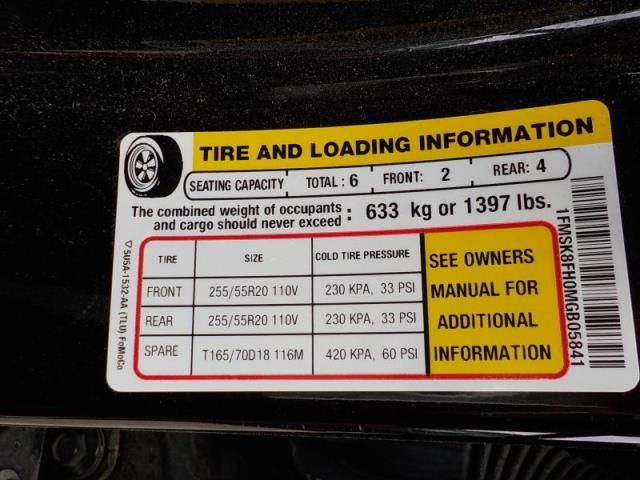 TIRE AND LOADING INFORMATION
SEATING CAPACITY TOTAL : 6 FRONT: 2 REAR: 4
The combined weight of occupants and cargo should never exceed : 633 kg or 1397 lbs.
TIRE SIZE COLD TIRE PRESSURE
FRONT 255/55R20 110V 230 KPA, 33 PSI
REAR 255/55R20 110V 230 KPA, 33 PSI
SPARE T165/70D18 116M 420 KPA, 60 PSI
SEE OWNERS
MANUAL FOR
ADDITIONAL
INFORMATION
1FMSK8FH0MGB05841
5U5A-1532-AA (TLU) FoMoCo